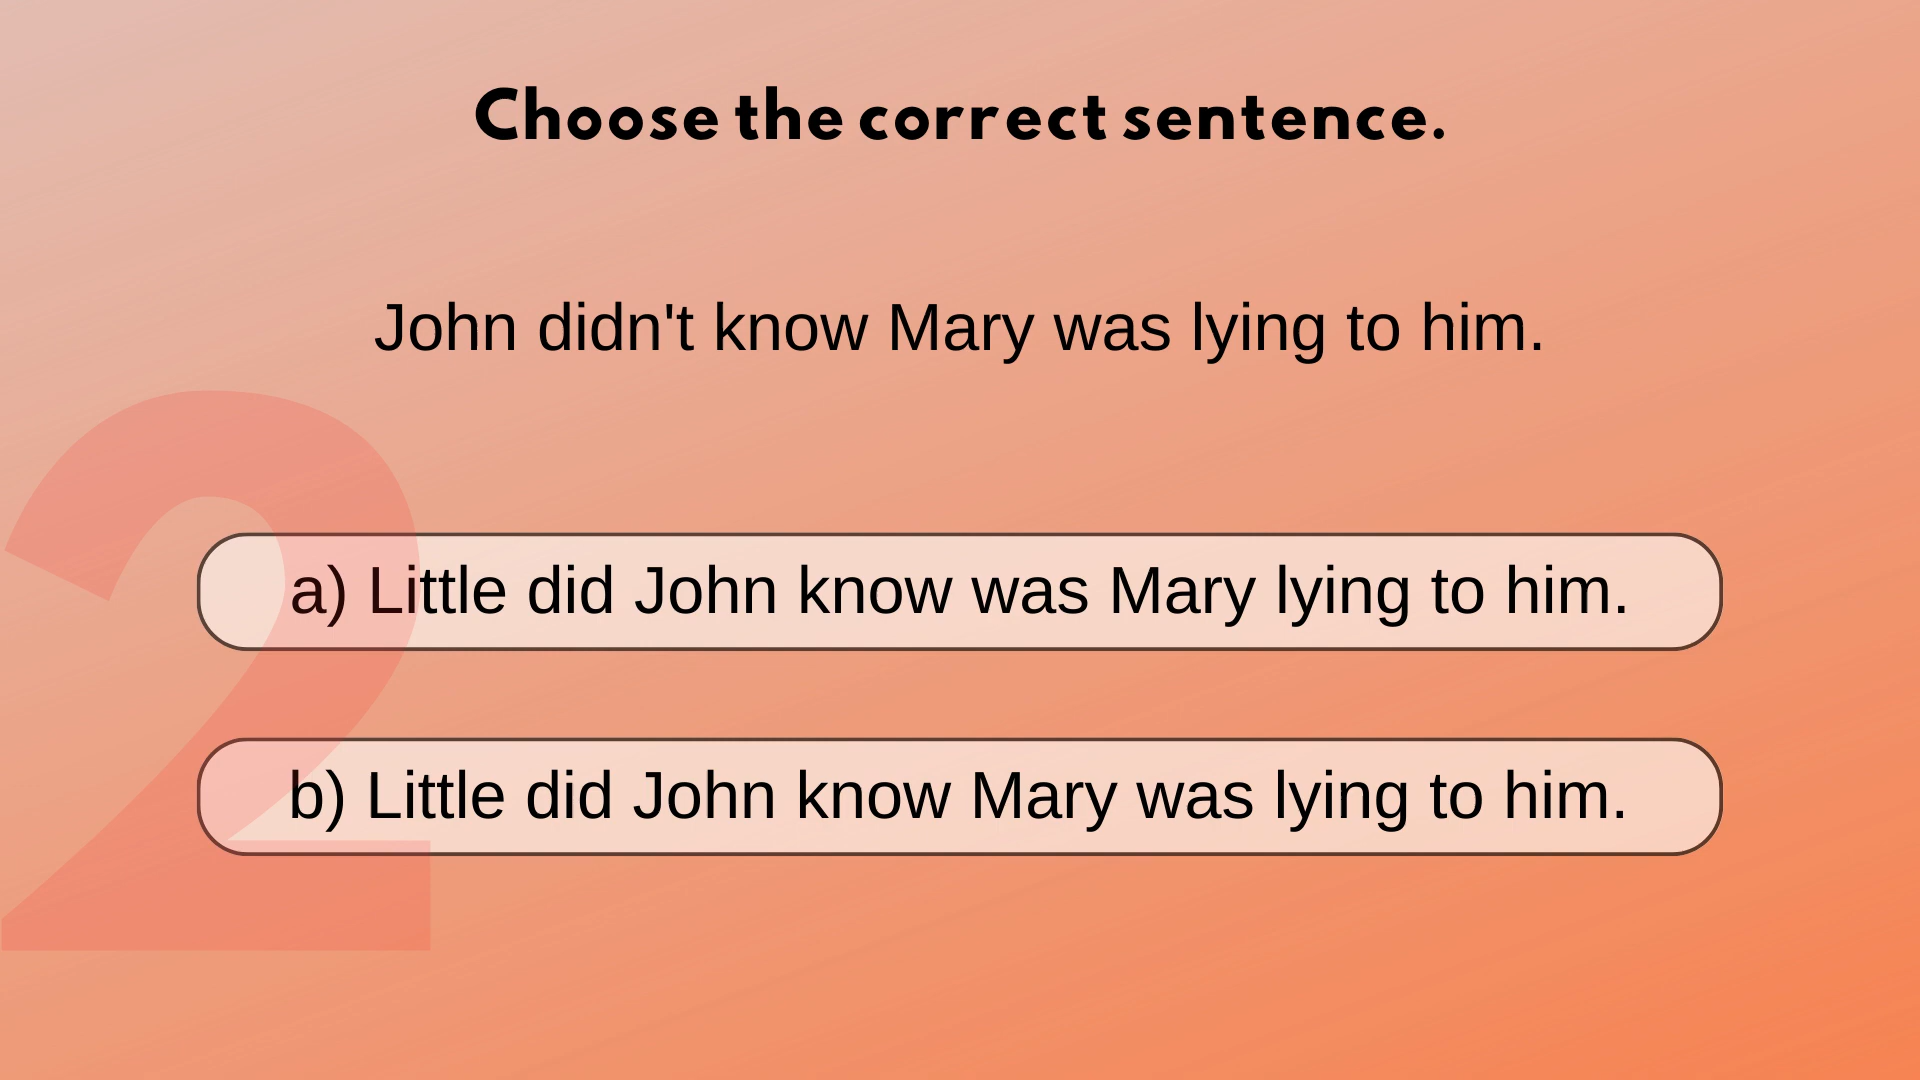 Choose the correct sentence.
John didn't know Mary was lying to him.
2
a) Little did John know was Mary lying to him.
b) Little did John know Mary was lying to him.